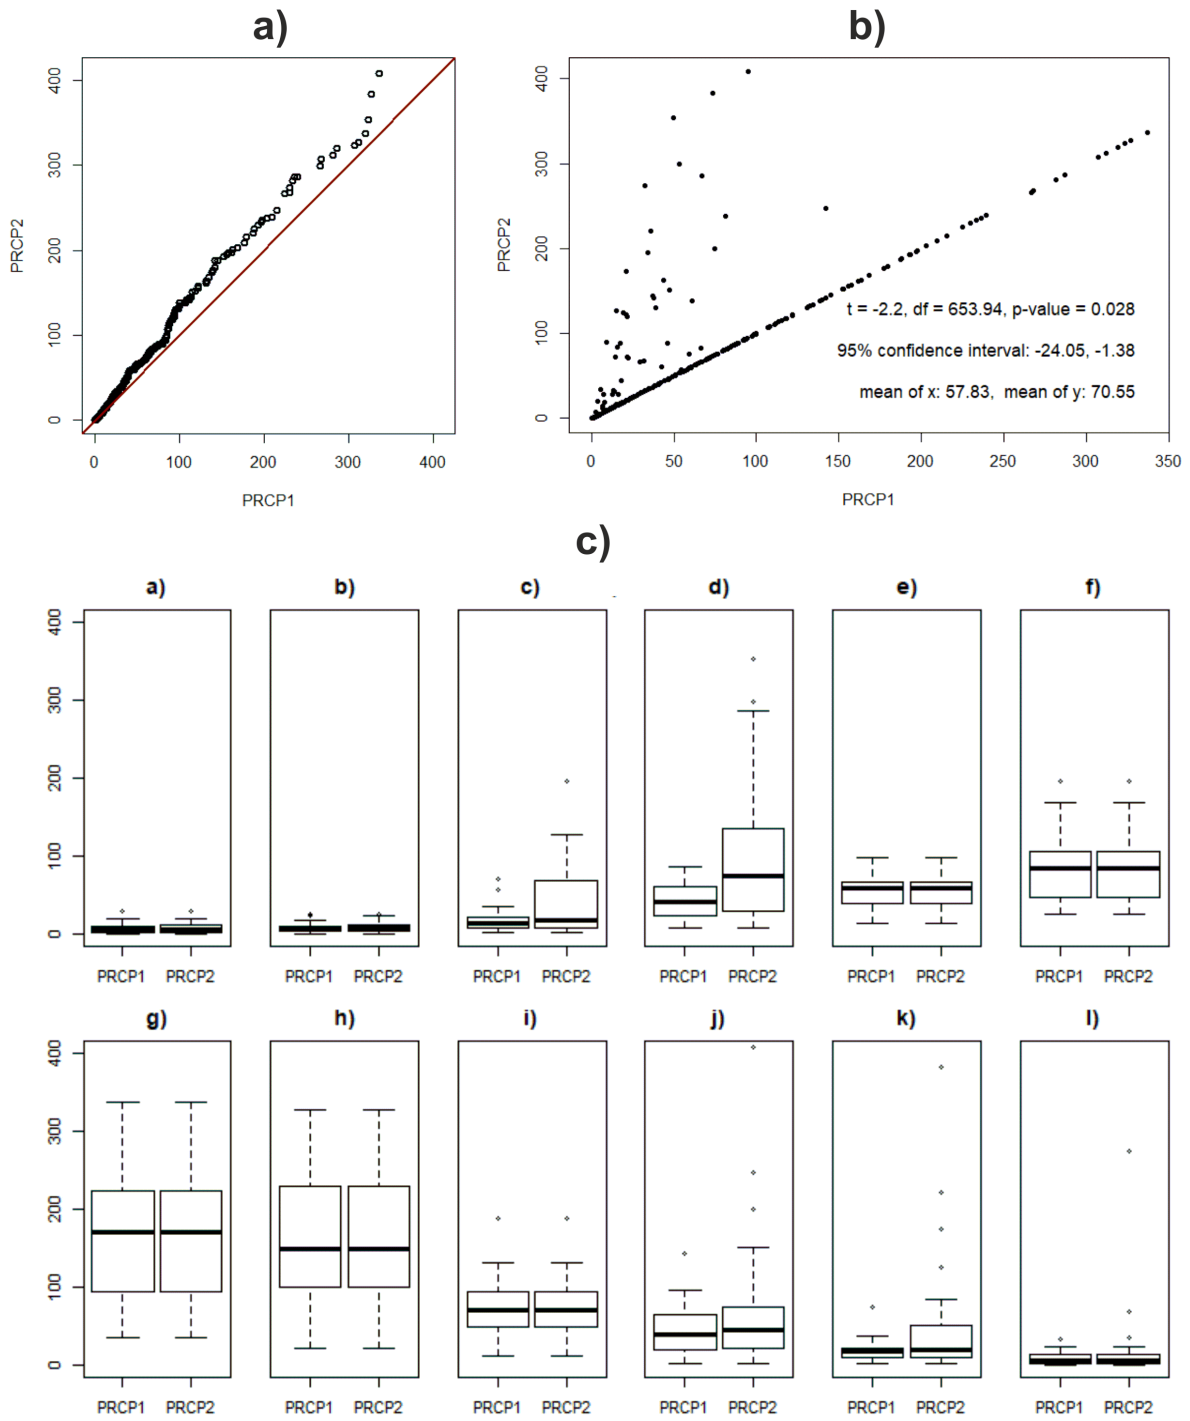 a)
b)
400
300
200
100
0
PRCP2
0 100 200 300 400
PRCP1
400
300
200
100
0
PRCP2
t = -2.2, df = 653.94, p-value = 0.028
95% confidence interval: -24.05, -1.38
mean of x: 57.83, mean of y: 70.55
0 50 100 150 200 250 300 350
PRCP1
c)
a) b) c) d) e) f)
400
300
200
100
0
PRCP1 PRCP2 PRCP1 PRCP2 PRCP1 PRCP2 PRCP1 PRCP2 PRCP1 PRCP2 PRCP1 PRCP2
g) h) i) j) k) l)
400
300
200
100
0
PRCP1 PRCP2 PRCP1 PRCP2 PRCP1 PRCP2 PRCP1 PRCP2 PRCP1 PRCP2 PRCP1 PRCP2